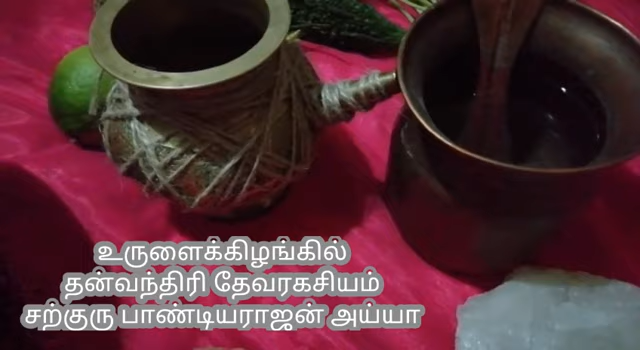 உருளைக்கிழங்கில்
தன்வந்திரி தேவரகசியம்
சற்குரு பாண்டியராஜன் அய்யா